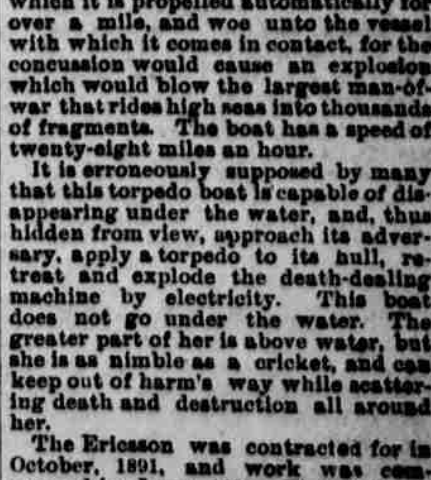 which it is propelled automatically for
over a mile, and woe unto the vessel
with which it comes in contact, for the
concussion would cause an explosion
which would blow the largest man-of-
war that rides high seas into thousands
of fragments. The boat has a speed of
twenty-eight miles an hour.
It is erroneously supposed by many
that this torpedo boat is capable of dis-
appearing under the water, and, thus
hidden from view, approach its adver-
sary, apply a torpedo to its hull, re-
treat and explode the death-dealing
machine by electricity. This boat
does not go under the water. The
greater part of her is above water, but
she is as nimble as a cricket, and can
keep out of harm's way while scatter-
ing death and destruction all around
her.
The Ericsson was contracted for in
October, 1891, and work was com-